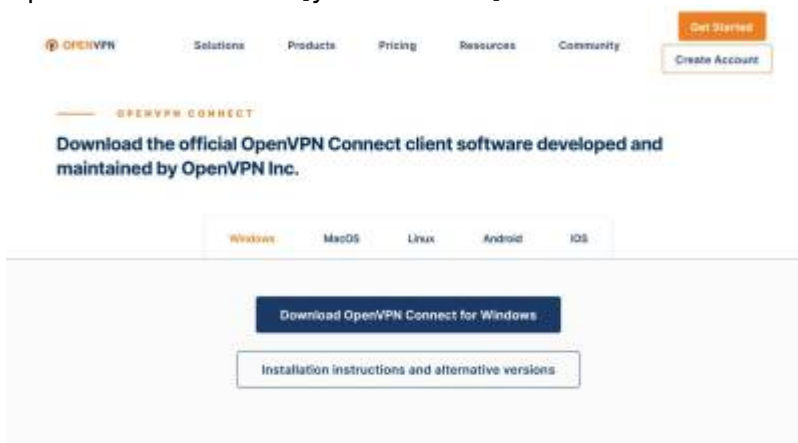 OPENVPN
Solutions
Products
Pricing
Resources
Community
Get Started
Create Account
OPENVPN CONNECT
Download the official OpenVPN Connect client software developed and
maintained by OpenVPN Inc.
Windows
MacOS
Linux
Android
iOS
Download OpenVPN Connect for Windows
Installation instructions and alternative versions